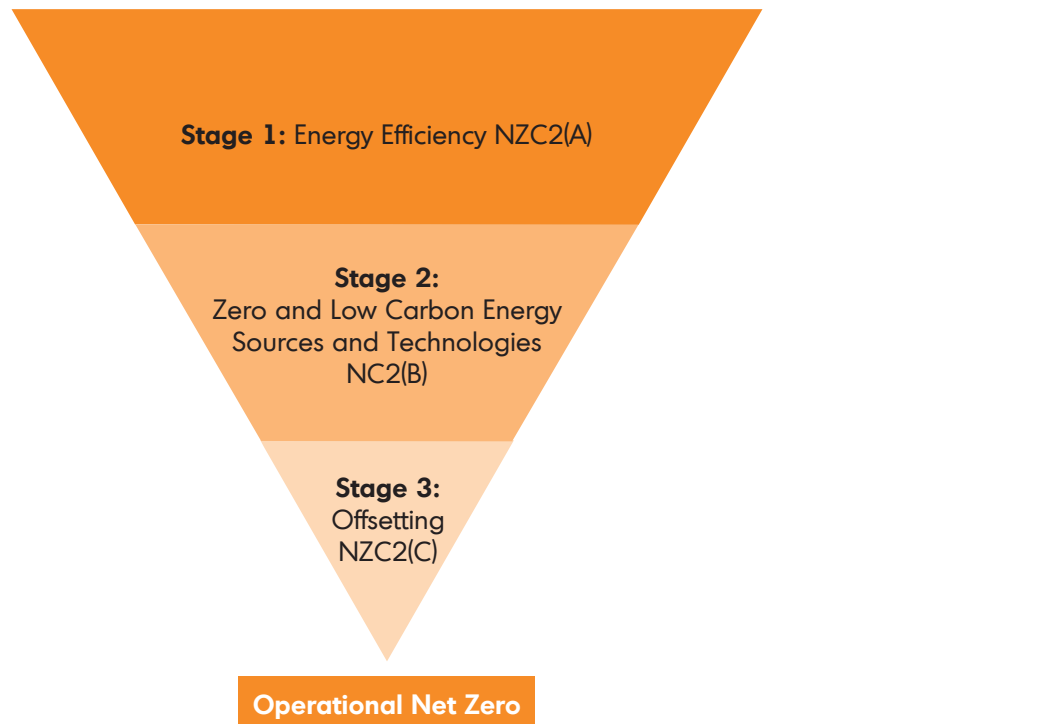 Stage 1: Energy Efficiency NZC2(A)
Stage 2:
Zero and Low Carbon Energy
Sources and Technologies
NC2(B)
Stage 3:
Offsetting
NZC2(C)
Operational Net Zero